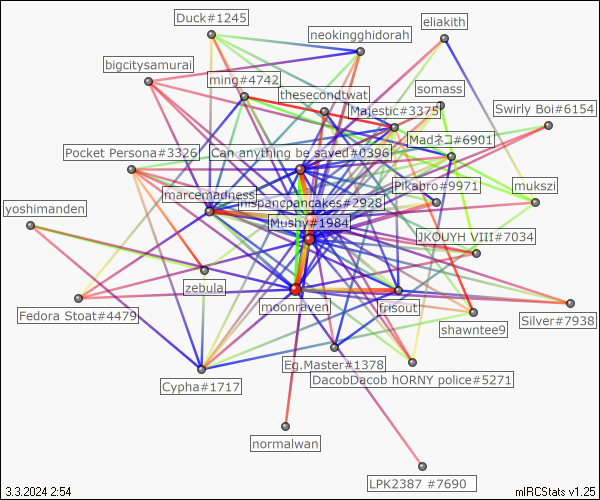 Duck#1245
eliakith
neokingghidorah
bigcitysamurai
ming#4742
somass
thesecondtwat
Majestic#3375
Swirly Boi#6154
Madネコ#6901
Pocket Persona#3326
Can anything be saved#0396
Pikabro#9971
marcemadness
mspancpancakes#2928
mukszi
yoshimanden
Mushy#1984
JKOUYH VIII#7034
zebula
moonraven
frisout
Fedora Stoat#4479
shawntee9
Silver#7938
Eg.Master#1378
Cypha#1717
DacobDacob hORNY police#5271
normalwan
LPK2387 #7690
3.3.2024 2:54
mIRCStats v1.25